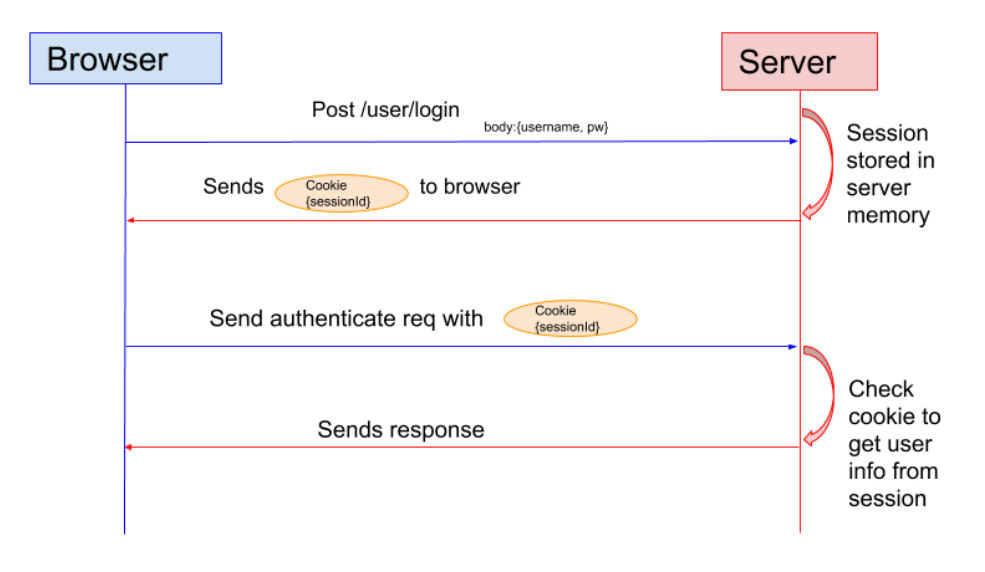 Browser
Server
Post /user/login
body:{username, pw}
Session
stored in
server
memory
Sends
Cookie
{sessionId}
to browser
Send authenticate req with
Cookie
{sessionId}
Check
cookie to
get user
info from
session
Sends response